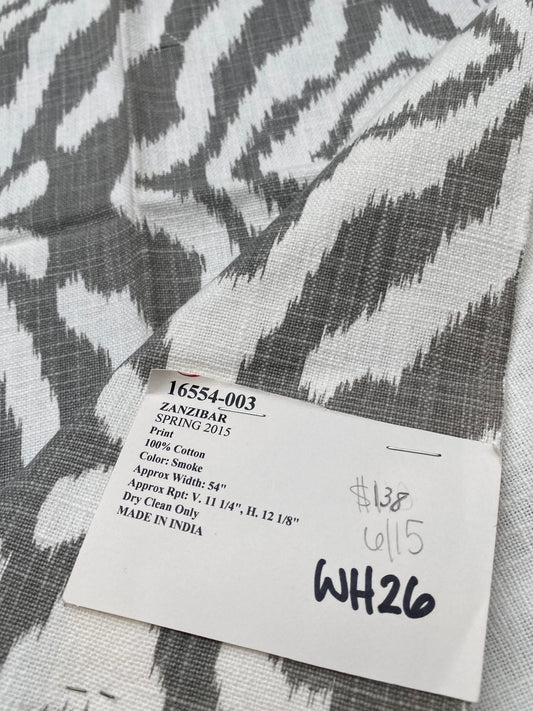 16554-003
ZANZIBAR
SPRING 2015
Print
100% Cotton
Color: Smoke
Approx Width: 54"
Approx Rpt: V. 11 1/4", H. 12 1/8"
Dry Clean Only
MADE IN INDIA
$138
6/15
WH26